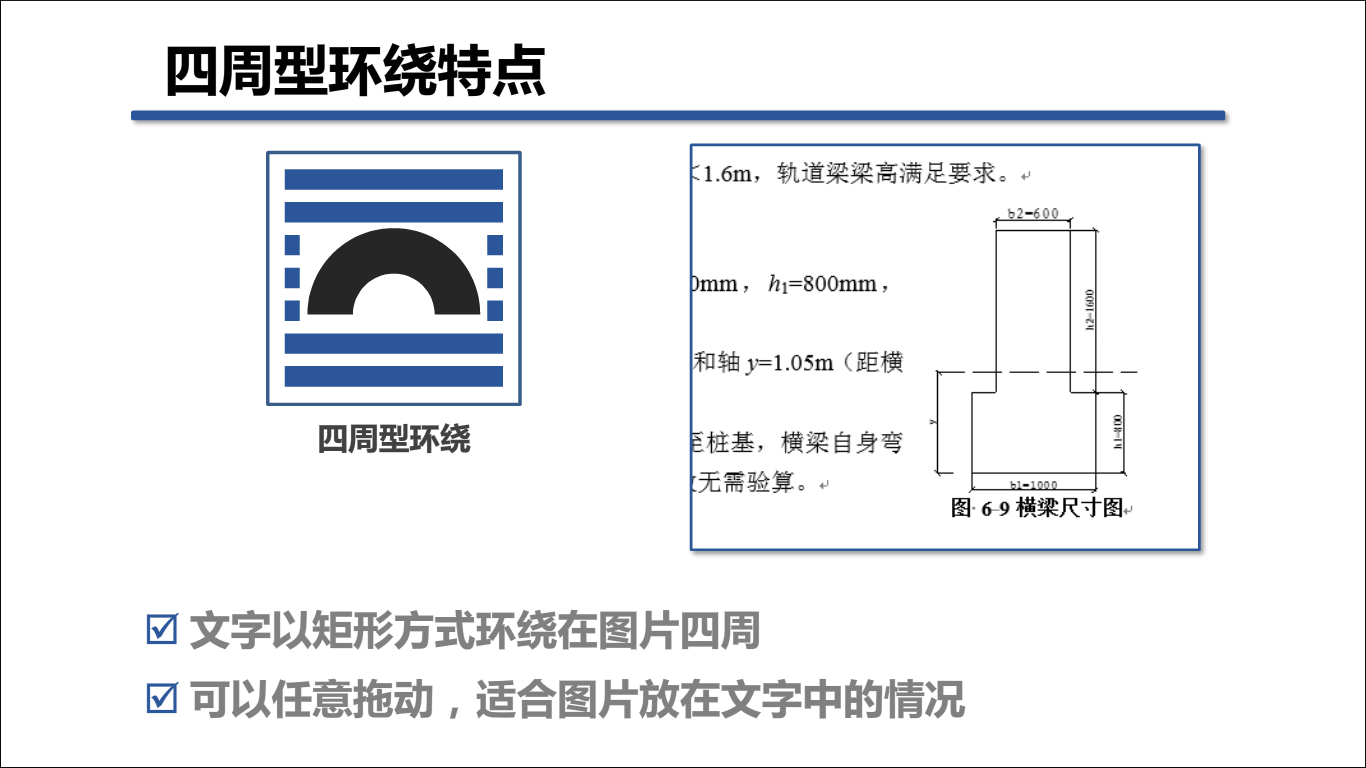 四周型环绕特点
四周型环绕
<1.6m，轨道梁梁高满足要求。
b2=600
h2=1600
0mm，h1=800mm，
和轴 y=1.05m（距横
y
至桩基，横梁自身弯
h1=800
无需验算。
b1=1000
图 6-9 横梁尺寸图
文字以矩形方式环绕在图片四周
可以任意拖动，适合图片放在文字中的情况